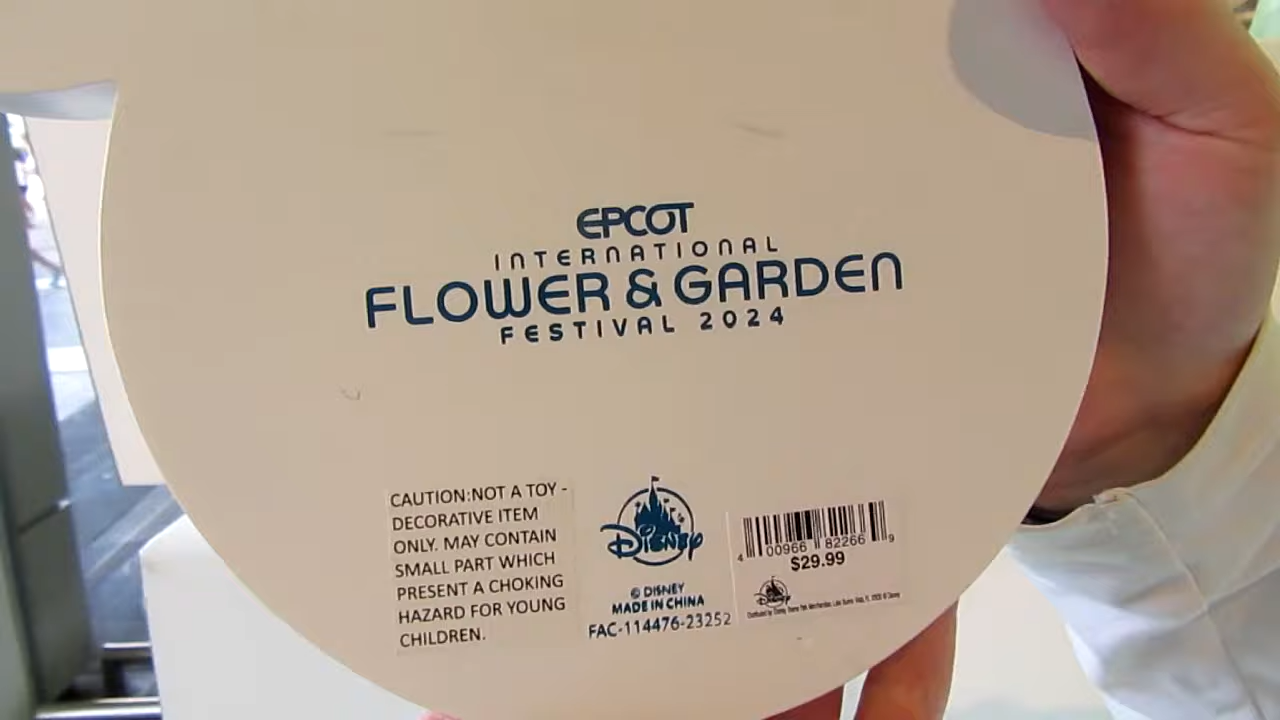 EPCOT
INTERNATIONAL
FLOWER & GARDEN
FESTIVAL 2024
CAUTION:NOT A TOY -
DECORATIVE ITEM
ONLY. MAY CONTAIN
SMALL PART WHICH
PRESENT A CHOKING
HAZARD FOR YOUNG
CHILDREN.
Disney
© DISNEY
MADE IN CHINA
FAC-114476-23252
4 00966 82266 9
$29.99
Disney